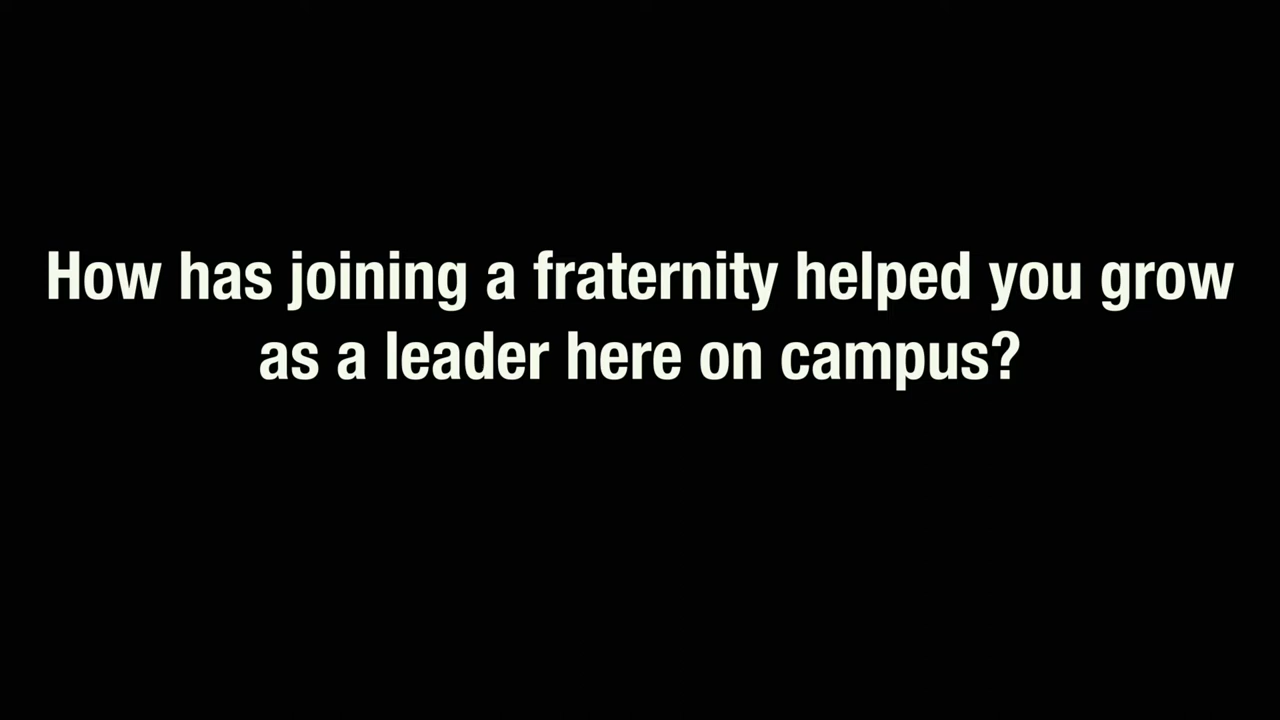 How has joining a fraternity helped you grow
as a leader here on campus?